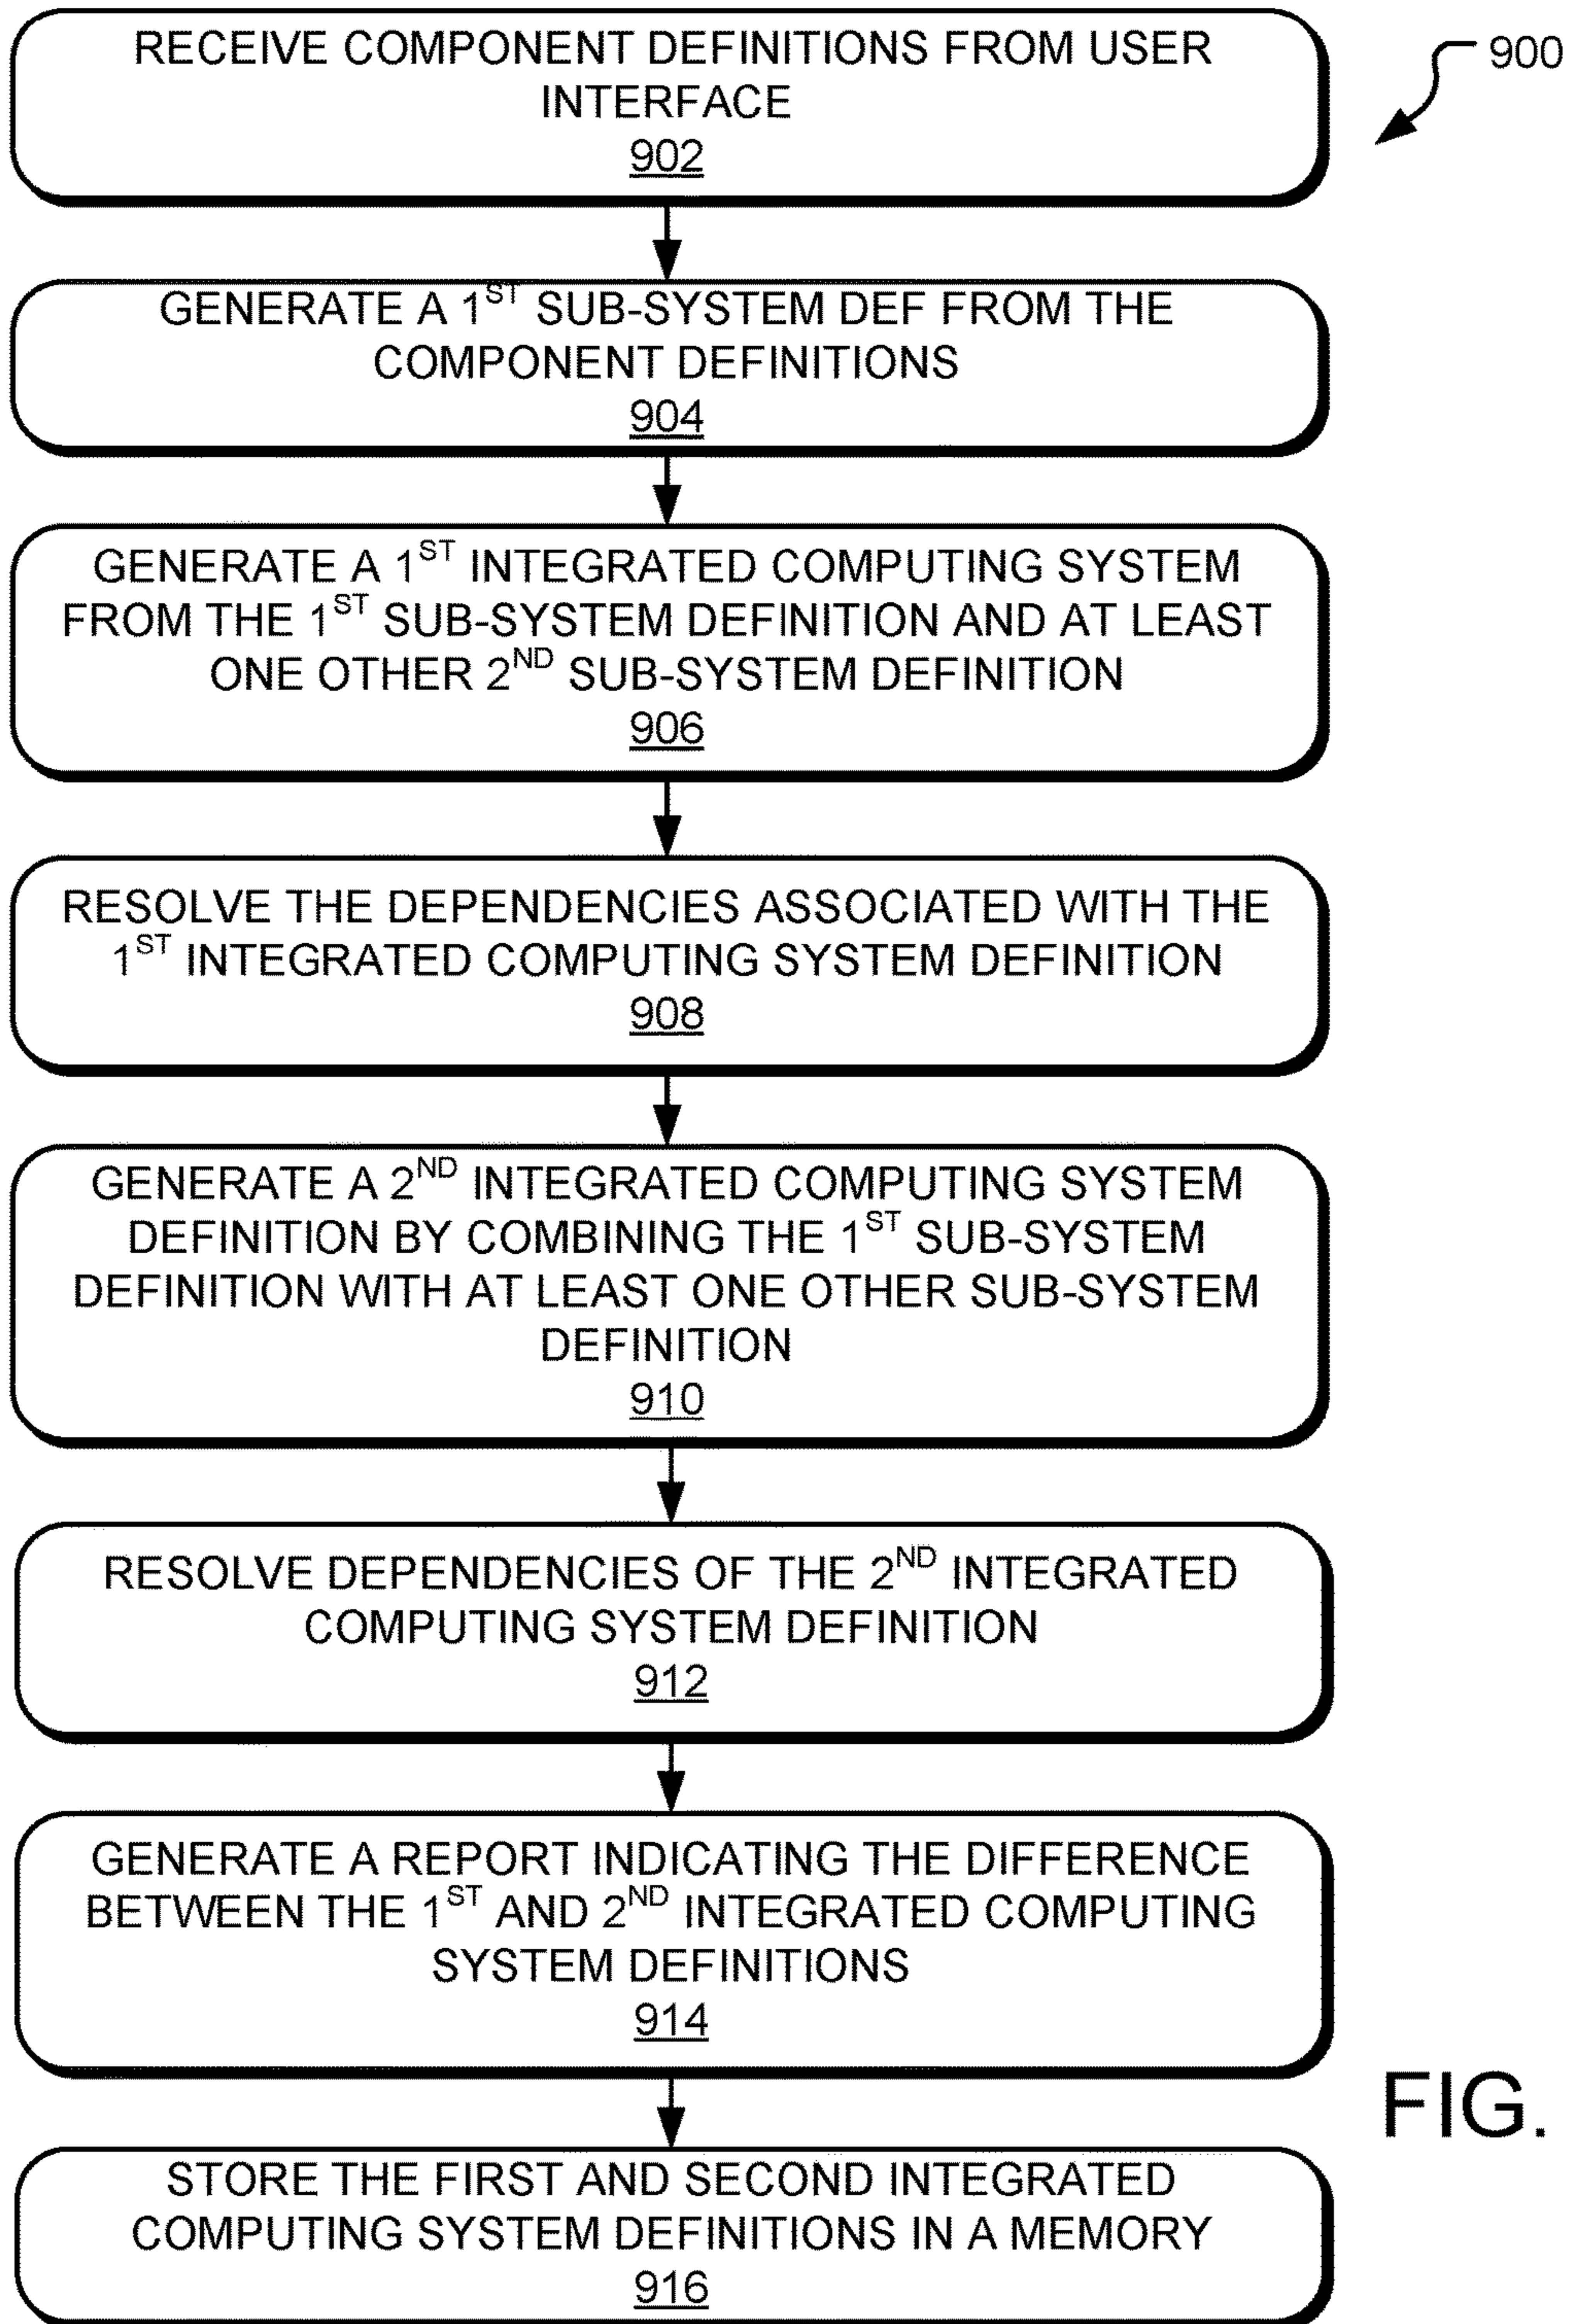 RECEIVE COMPONENT DEFINITIONS FROM USER
INTERFACE
902
900
GENERATE A 1ST SUB-SYSTEM DEF FROM THE
COMPONENT DEFINITIONS
904
GENERATE A 1ST INTEGRATED COMPUTING SYSTEM
FROM THE 1ST SUB-SYSTEM DEFINITION AND AT LEAST
ONE OTHER 2ND SUB-SYSTEM DEFINITION
906
RESOLVE THE DEPENDENCIES ASSOCIATED WITH THE
1ST INTEGRATED COMPUTING SYSTEM DEFINITION
908
GENERATE A 2ND INTEGRATED COMPUTING SYSTEM
DEFINITION BY COMBINING THE 1ST SUB-SYSTEM
DEFINITION WITH AT LEAST ONE OTHER SUB-SYSTEM
DEFINITION
910
RESOLVE DEPENDENCIES OF THE 2ND INTEGRATED
COMPUTING SYSTEM DEFINITION
912
GENERATE A REPORT INDICATING THE DIFFERENCE
BETWEEN THE 1ST AND 2ND INTEGRATED COMPUTING
SYSTEM DEFINITIONS
914
FIG.
STORE THE FIRST AND SECOND INTEGRATED
COMPUTING SYSTEM DEFINITIONS IN A MEMORY
916